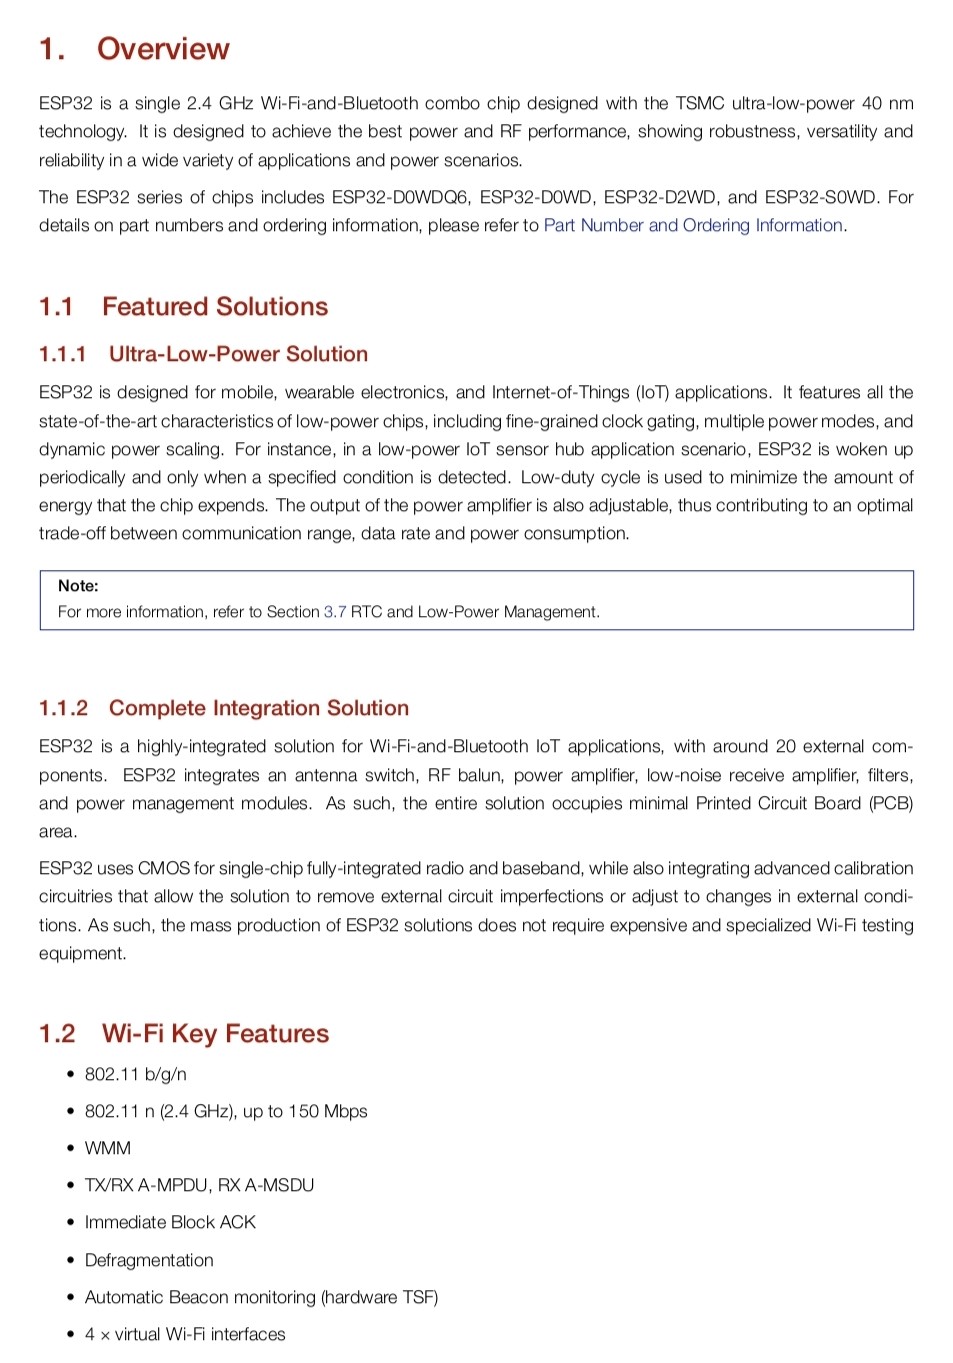 1. Overview
ESP32 is a single 2.4 GHz Wi-Fi-and-Bluetooth combo chip designed with the TSMC ultra-low-power 40 nm
technology. It is designed to achieve the best power and RF performance, showing robustness, versatility and
reliability in a wide variety of applications and power scenarios.
The ESP32 series of chips includes ESP32-D0WDQ6, ESP32-D0WD, ESP32-D2WD, and ESP32-S0WD. For
details on part numbers and ordering information, please refer to Part Number and Ordering Information.
1.1 Featured Solutions
1.1.1 Ultra-Low-Power Solution
ESP32 is designed for mobile, wearable electronics, and Internet-of-Things (IoT) applications. It features all the
state-of-the-art characteristics of low-power chips, including fine-grained clock gating, multiple power modes, and
dynamic power scaling. For instance, in a low-power IoT sensor hub application scenario, ESP32 is woken up
periodically and only when a specified condition is detected. Low-duty cycle is used to minimize the amount of
energy that the chip expends. The output of the power amplifier is also adjustable, thus contributing to an optimal
trade-off between communication range, data rate and power consumption.
Note:
For more information, refer to Section 3.7 RTC and Low-Power Management.
1.1.2 Complete Integration Solution
ESP32 is a highly-integrated solution for Wi-Fi-and-Bluetooth IoT applications, with around 20 external com-
ponents. ESP32 integrates an antenna switch, RF balun, power amplifier, low-noise receive amplifier, filters,
and power management modules. As such, the entire solution occupies minimal Printed Circuit Board (PCB)
area.
ESP32 uses CMOS for single-chip fully-integrated radio and baseband, while also integrating advanced calibration
circuitries that allow the solution to remove external circuit imperfections or adjust to changes in external condi-
tions. As such, the mass production of ESP32 solutions does not require expensive and specialized Wi-Fi testing
equipment.
1.2 Wi-Fi Key Features
• 802.11 b/g/n
• 802.11 n (2.4 GHz), up to 150 Mbps
• WMM
• TX/RX A-MPDU, RX A-MSDU
• Immediate Block ACK
• Defragmentation
• Automatic Beacon monitoring (hardware TSF)
• 4 × virtual Wi-Fi interfaces